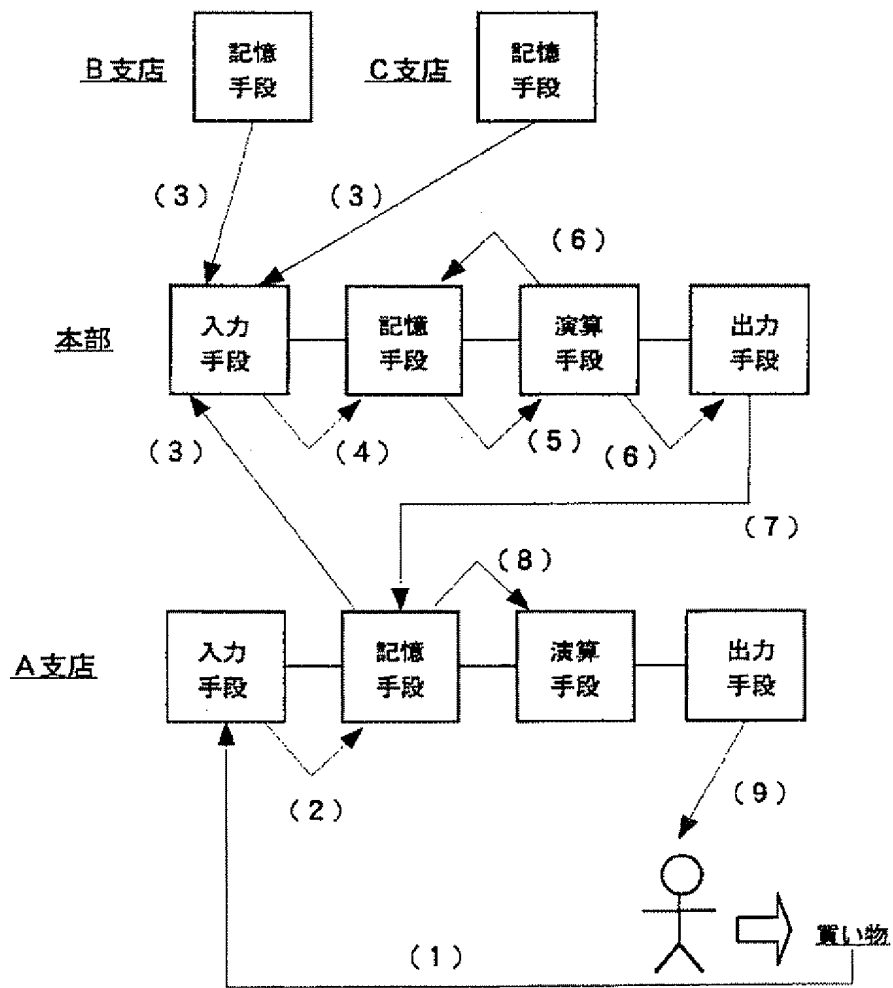 B支店
記憶
手段
C支店
記憶
手段
(3)
(3)
(6)
本部
入力
手段
記憶
手段
演算
手段
出力
手段
(3)
(4)
(5)
(6)
(7)
(8)
A支店
入力
手段
記憶
手段
演算
手段
出力
手段
(2)
(9)
買い物
(1)